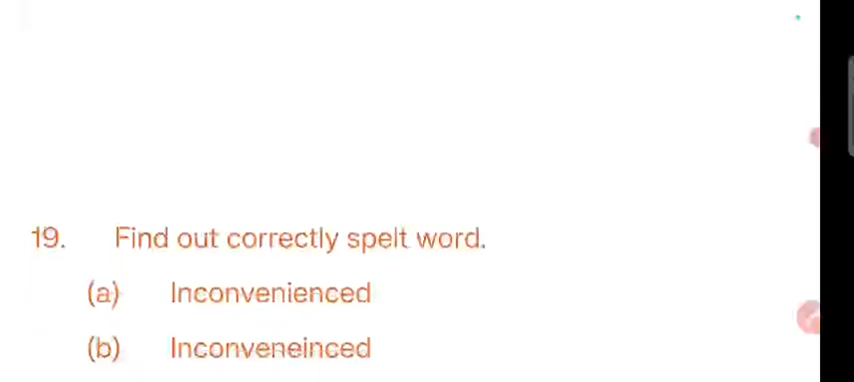 19. Find out correctly spelt word.
(a) Inconvenienced
(b) Inconveneinced